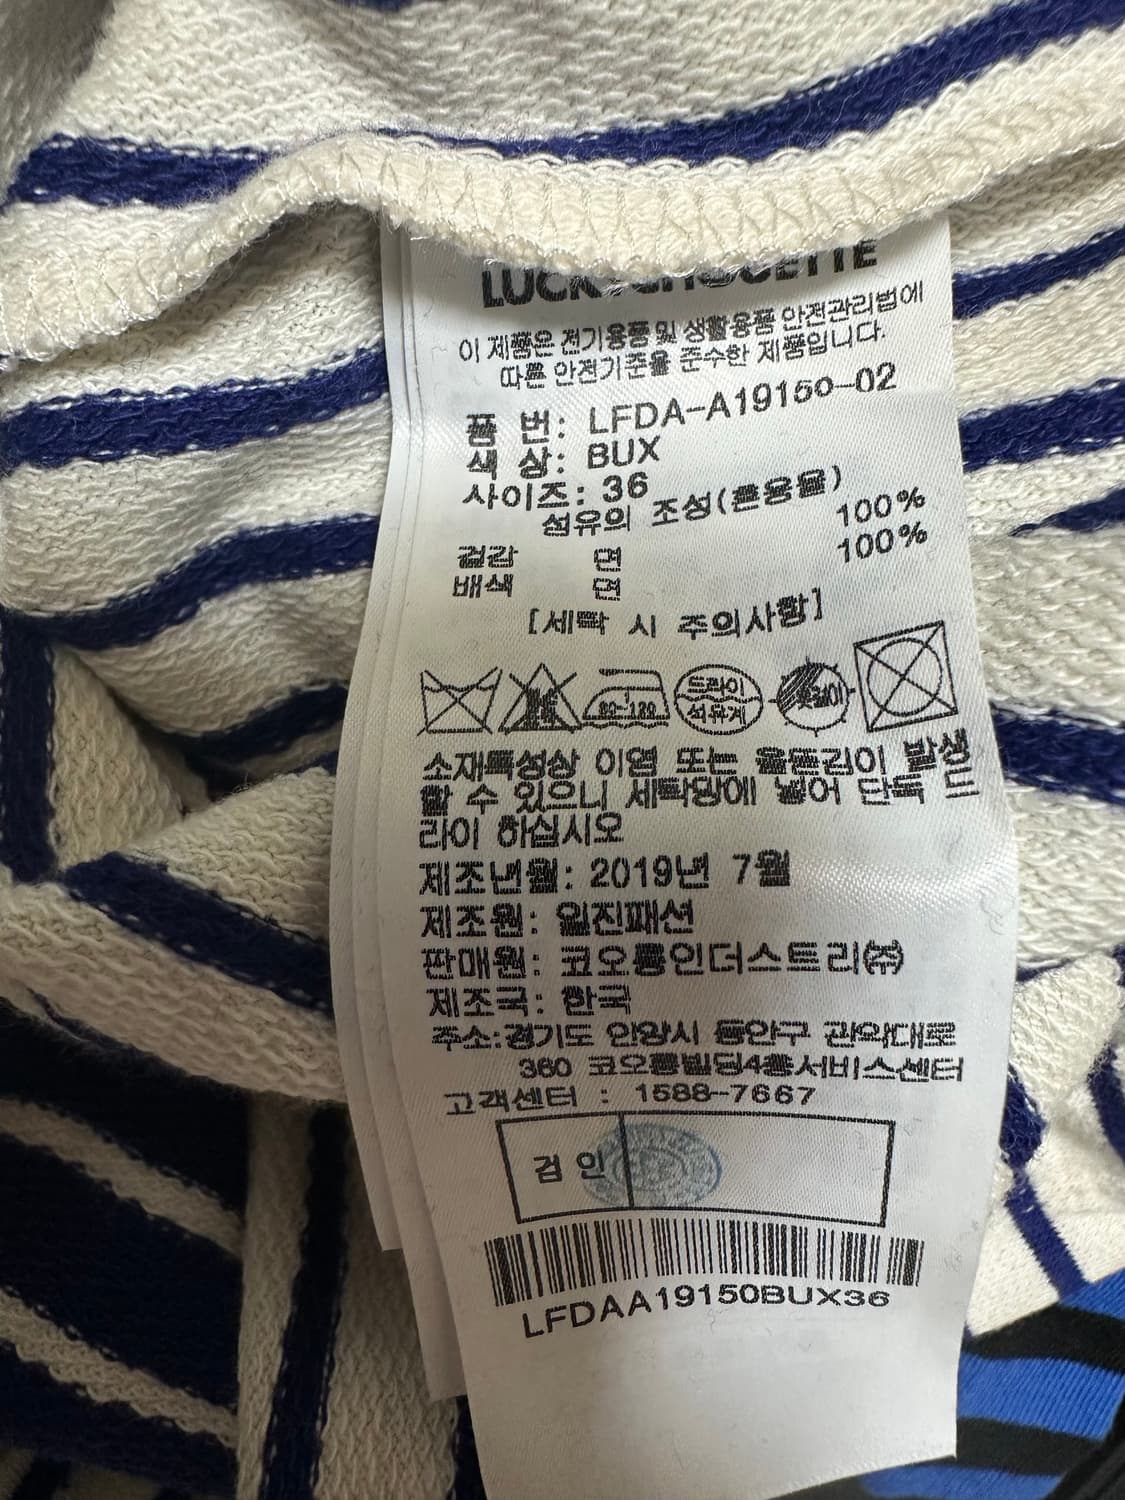 LUCKYCHOUETTE
이 제품은 전기용품 및 생활용품 안전관리법에
따른 안전기준을 준수한 제품입니다.
품 번: LFDA-A19150-02
색 상: BUX
사이즈: 36
섬유의 조성(혼용율)
겉감 면 100%
배색 면 100%
[세탁 시 주의사항]
80~120
드라이
석유계
소재특성상 이염 또는 올뜯김이 발생
할 수 있으니 세탁망에 넣어 단독 드
라이 하십시오
제조년월: 2019년 7월
제조원: 일진패션
판매원: 코오롱인더스트리㈜
제조국: 한국
주소:경기도 안양시 동안구 관악대로
360 코오롱빌딩4층서비스센터
고객센터 : 1588-7667
검 인
LFDAA19150BUX36